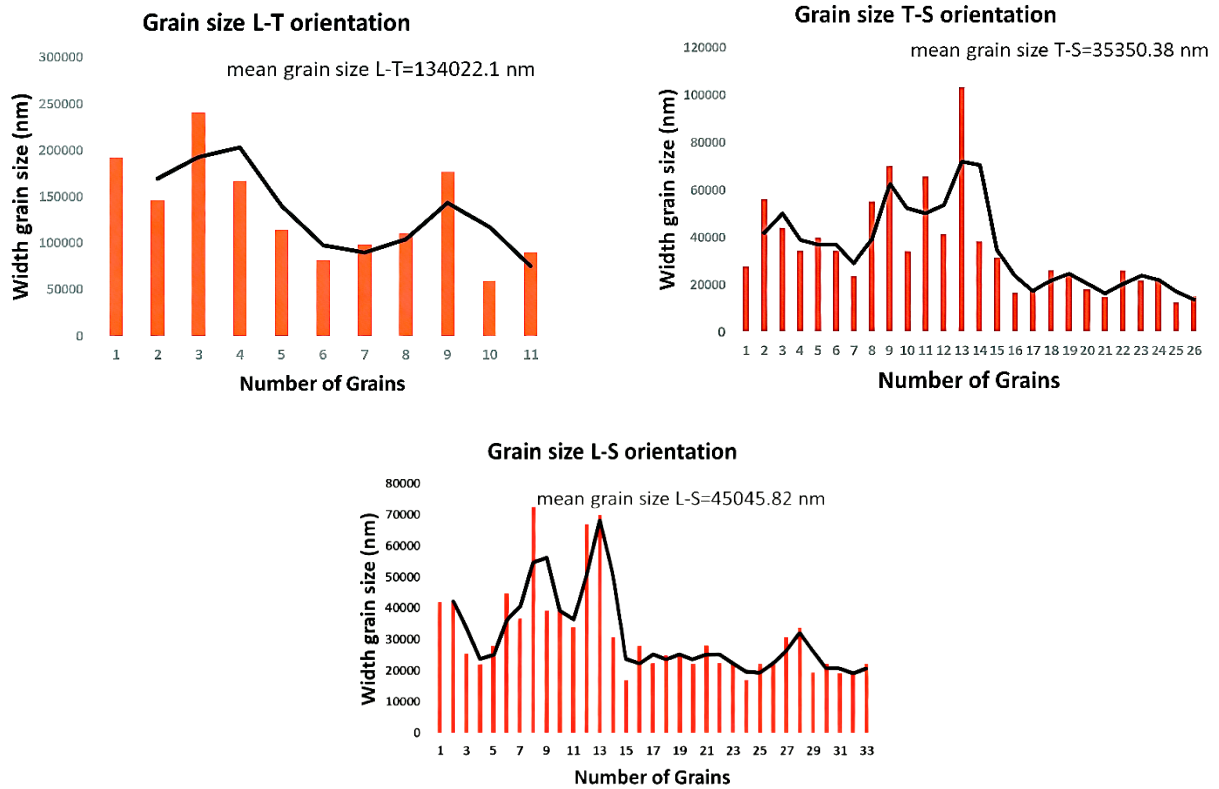 Grain size L-T orientation
mean grain size L-T=134022.1 nm
Width grain size (nm)
300000
250000
200000
150000
100000
50000
0
1 2 3 4 5 6 7 8 9 10 11
Number of Grains
Grain size T-S orientation
mean grain size T-S=35350.38 nm
Width grain size (nm)
120000
100000
80000
60000
40000
20000
0
1 2 3 4 5 6 7 8 9 10 11 12 13 14 15 16 17 18 19 20 21 22 23 24 25 26
Number of Grains
Grain size L-S orientation
mean grain size L-S=45045.82 nm
Width grain size (nm)
80000
70000
60000
50000
40000
30000
20000
10000
0
1 3 5 7 9 11 13 15 17 19 21 23 25 27 29 31 33
Number of Grains